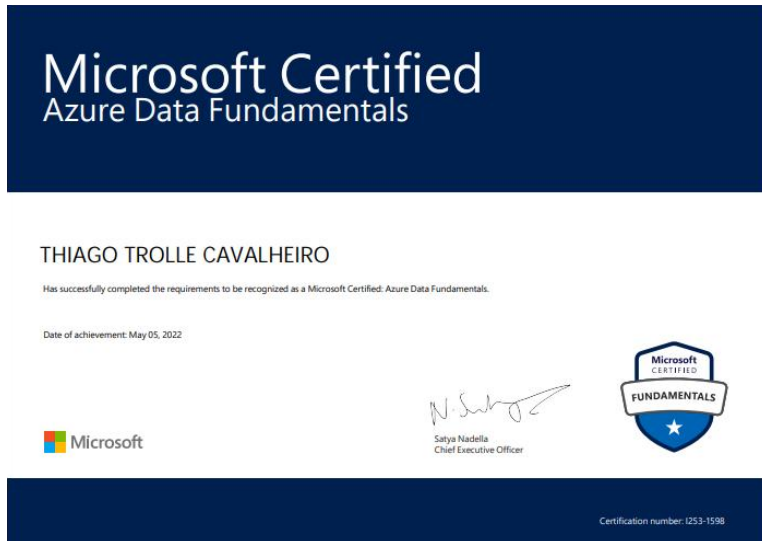 Microsoft Certified
Azure Data Fundamentals
THIAGO TROLLE CAVALHEIRO
Has successfully completed the requirements to be recognized as a Microsoft Certified: Azure Data Fundamentals.
Date of achievement: May 05, 2022
Microsoft
CERTIFIED
FUNDAMENTALS
N. Satya
Microsoft
Satya Nadella
Chief Executive Officer
Certification number: I253-1598